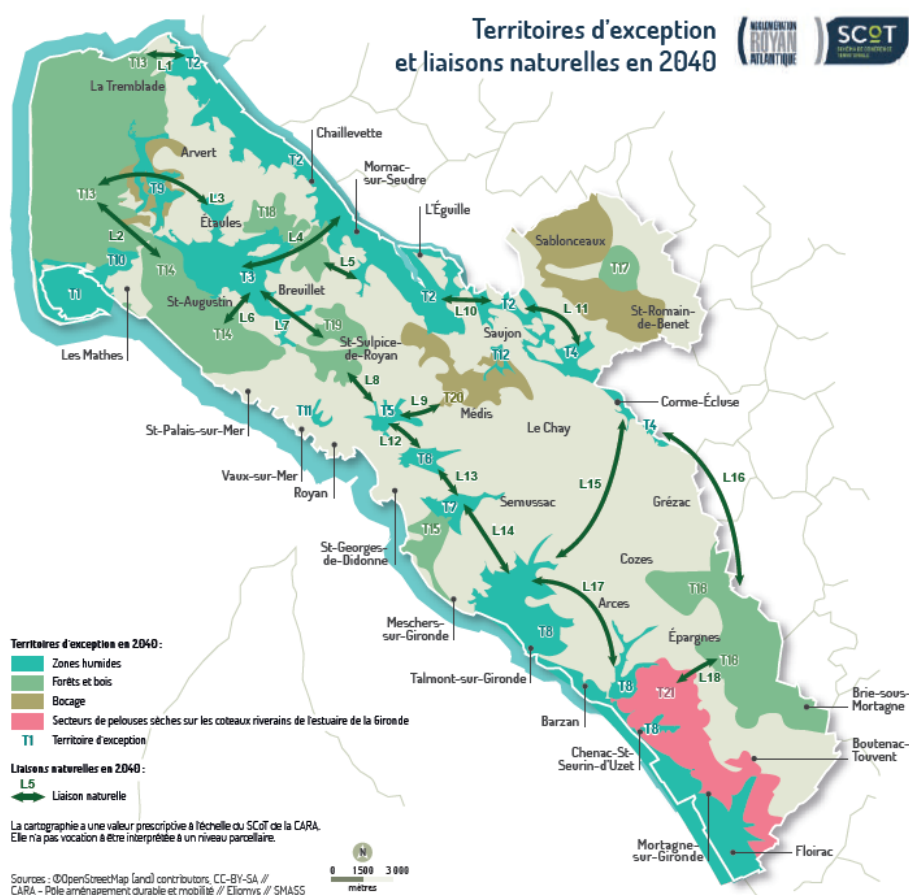 Territoires d'exception
et liaisons naturelles en 2040
AGGLOMÉRATION
ROYAN
ATLANTIQUE
SCOT
SCHÉMA DE COHÉRENCE
TERRITORIALE
T13
L1
T2
La Tremblade
Chaillevette
Arvert
T2
Mornac-
sur-Seudre
T9
T13
L3
L'Éguille
Étaules
T18
L2
L4
Sablonceaux
T10
T14
T3
L5
T17
T1
St-Augustin
Breuillet
T2
L10
T2
L11
St-Romain-
de-Benet
L6
T14
L7
T19
Saujon
Les Mathes
St-Sulpice-
de-Royan
T12
T4
L8
T20
L9
Médis
Corme-Écluse
T11
T5
St-Palais-sur-Mer
Le Chay
T4
L12
Vaux-sur-Mer
T6
Royan
L13
L15
L16
Semussac
T7
Grézac
St-Georges-
de-Didonne
T15
L14
Cozes
L17
T18
Arces
Meschers-
sur-Gironde
T8
Épargnes
T18
Talmont-sur-Gironde
L18
T8
T21
Brie-sous-
Mortagne
Barzan
T8
Chenac-St-
Seurin-d'Uzet
Boutenac-
Touvent
Mortagne-
sur-Gironde
Floirac
Territoires d'exception en 2040 :
Zones humides
Forêts et bois
Bocage
Secteurs de pelouses sèches sur les coteaux riverains de l'estuaire de la Gironde
T1 Territoire d'exception
Liaisons naturelles en 2040 :
L5
Liaison naturelle
La cartographie a une valeur prescriptive à l'échelle du SCoT de la CARA.
Elle n'a pas vocation à être interprétée à un niveau parcellaire.
N
0 1500 3 000
mètres
Sources : ©OpenStreetMap (and) contributors, CC-BY-SA //
CARA - Pôle aménagement durable et mobilité // Eliomys // SMASS